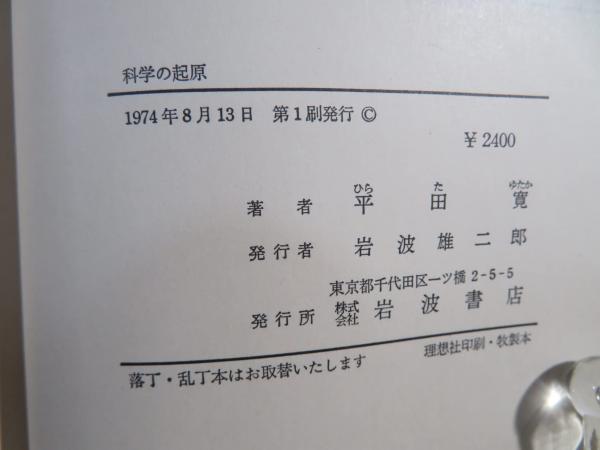 科学の起原
1974年8月13日 第1刷発行 ©
¥2400
ひら た ゆたか
著者 平田寛
発行者 岩波雄二郎
東京都千代田区一ツ橋 2-5-5
発行所 株式会社 岩波書店
落丁・乱丁本はお取替いたします
理想社印刷・牧製本